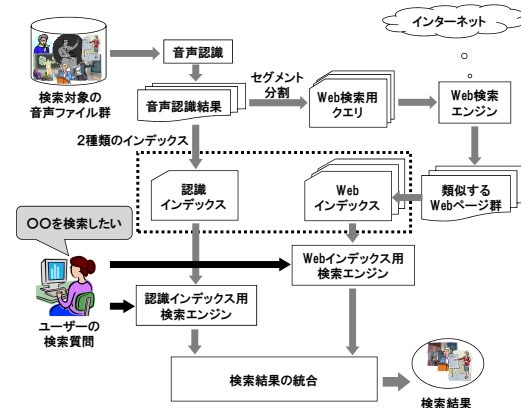 インターネット
音声認識
検索対象の
音声ファイル群
音声認識結果
セグメント
分割
Web検索用
クエリ
Web検索
エンジン
2種類のインデックス
認識
インデックス
Web
インデックス
類似する
Webページ群
〇〇を検索したい
Webインデックス用
検索エンジン
認識インデックス用
検索エンジン
ユーザーの
検索質問
検索結果の統合
検索結果